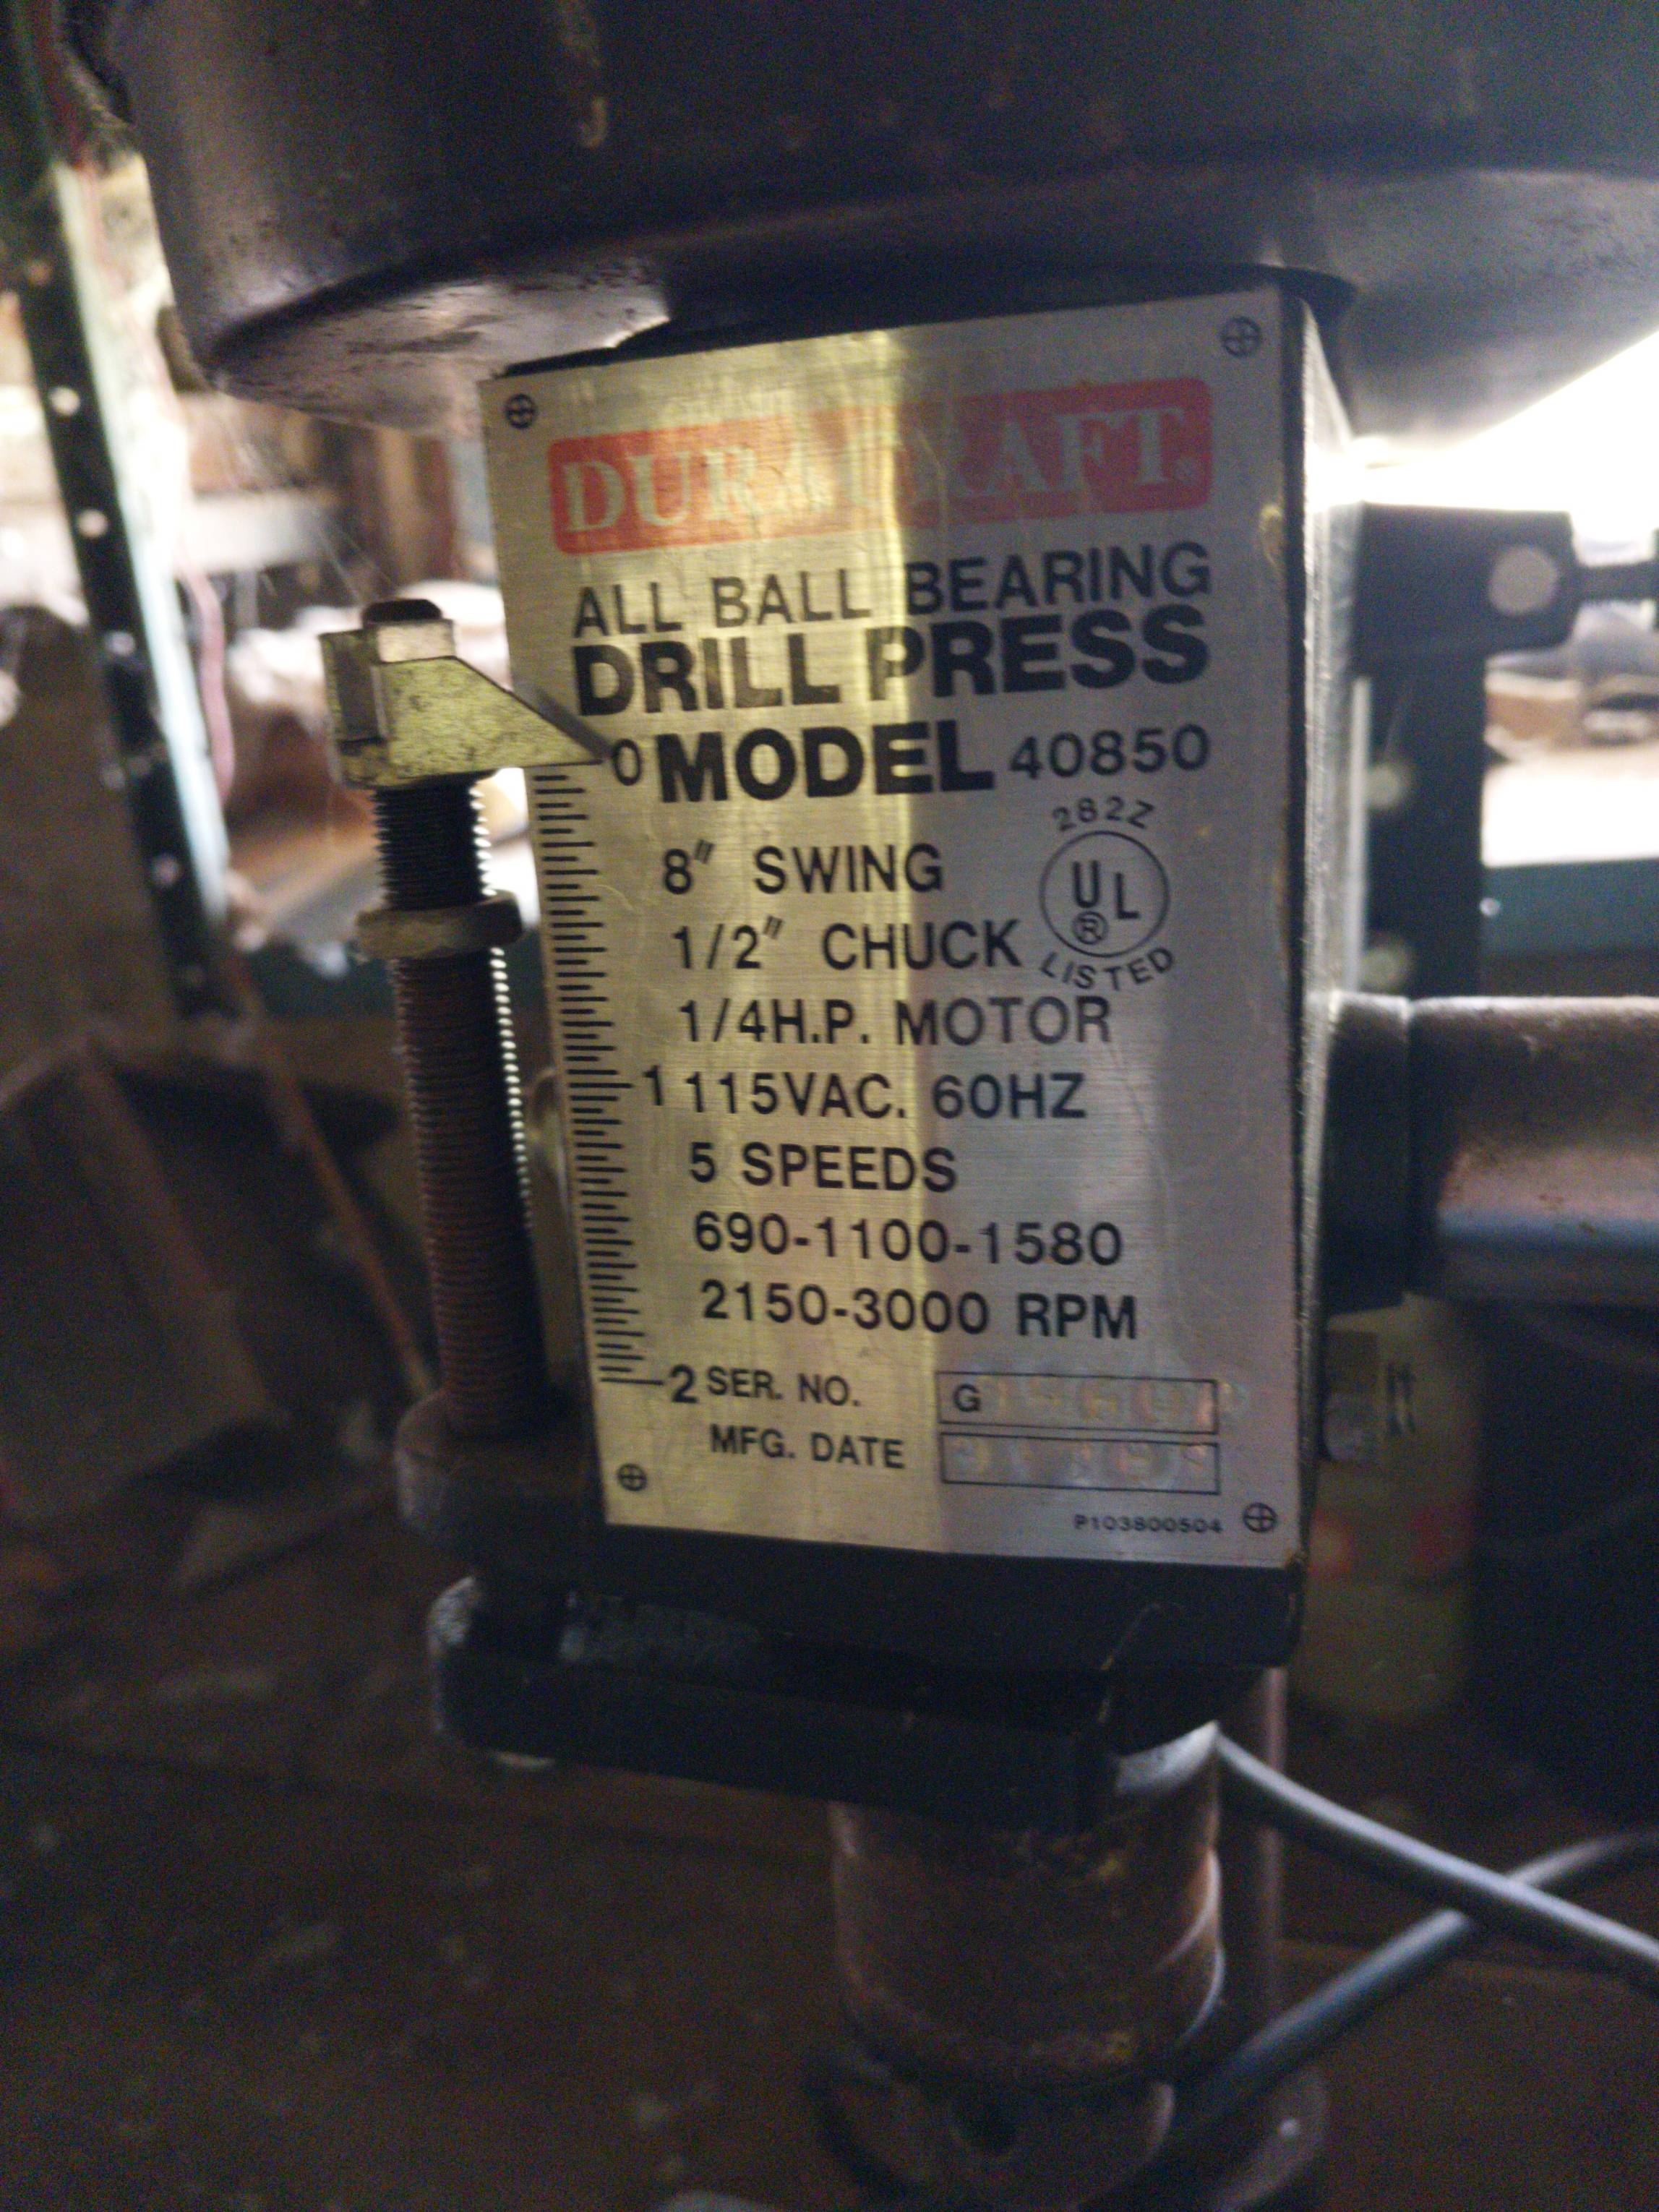 DURACRAFT®
ALL BALL BEARING
DRILL PRESS
0 MODEL 40850
282Z
UL®
LISTED
8" SWING
1/2" CHUCK
1/4H.P. MOTOR
1 115VAC. 60HZ
5 SPEEDS
690-1100-1580
2150-3000 RPM
2 SER. NO. G
MFG. DATE
P103800504